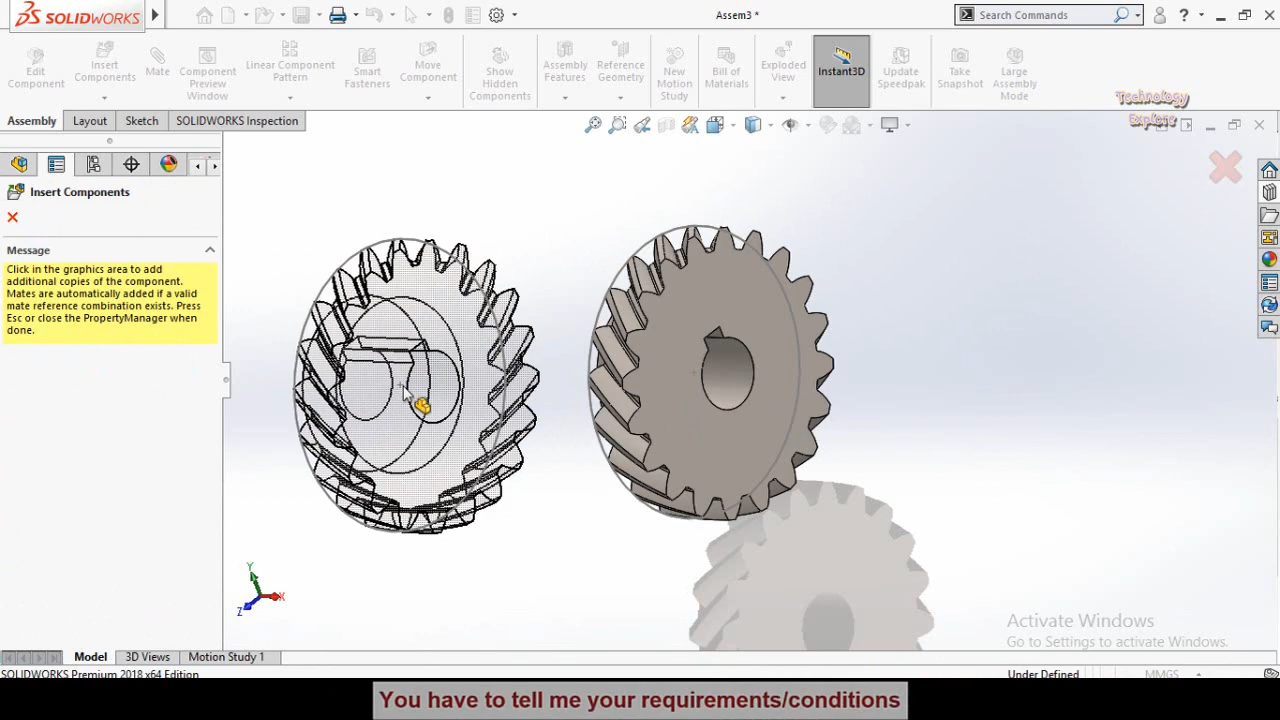 SOLIDWORKS
Assem3 *
Search Commands
Edit
Component
Insert
Components
Mate
Component
Preview
Window
Linear Component
Pattern
Smart
Fasteners
Move
Component
Show
Hidden
Components
Assembly
Features
Reference
Geometry
New
Motion
Study
Bill of
Materials
Exploded
View
Instant3D
Update
Speedpak
Take
Snapshot
Large
Assembly
Mode
Technology
Explore
Assembly
Layout
Sketch
SOLIDWORKS Inspection
Insert Components
Message
Click in the graphics area to add
additional copies of the component.
Mates are automatically added if a valid
mate reference combination exists. Press
Esc or close the PropertyManager when
done.
Y
X
Z
Activate Windows
Go to Settings to activate Windows.
Model
3D Views
Motion Study 1
SOLIDWORKS Premium 2018 x64 Edition
Under Defined
MMGS
You have to tell me your requirements/conditions